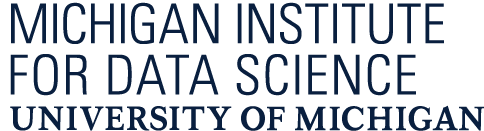 MICHIGAN INSTITUTE
FOR DATA SCIENCE
UNIVERSITY OF MICHIGAN